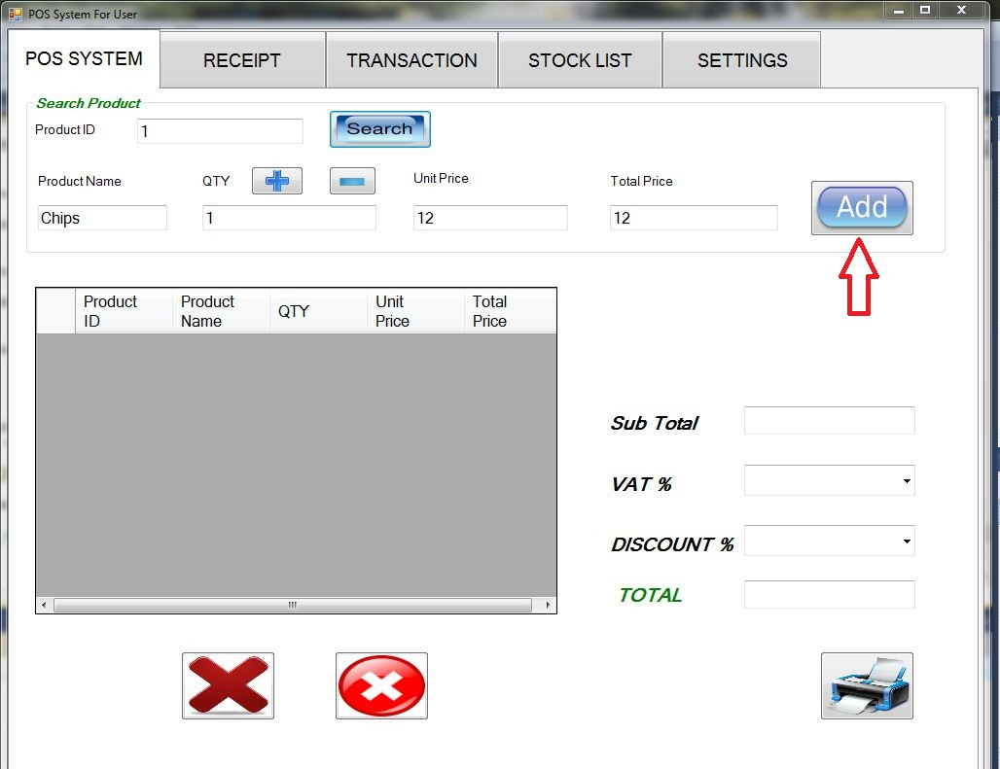 POS System For User
POS SYSTEM
RECEIPT
TRANSACTION
STOCK LIST
SETTINGS
Search Product
Product ID
1
Search
Product Name
QTY
Unit Price
Total Price
Chips
1
12
12
Add
Product ID
Product Name
QTY
Unit Price
Total Price
Sub Total
VAT %
DISCOUNT %
TOTAL